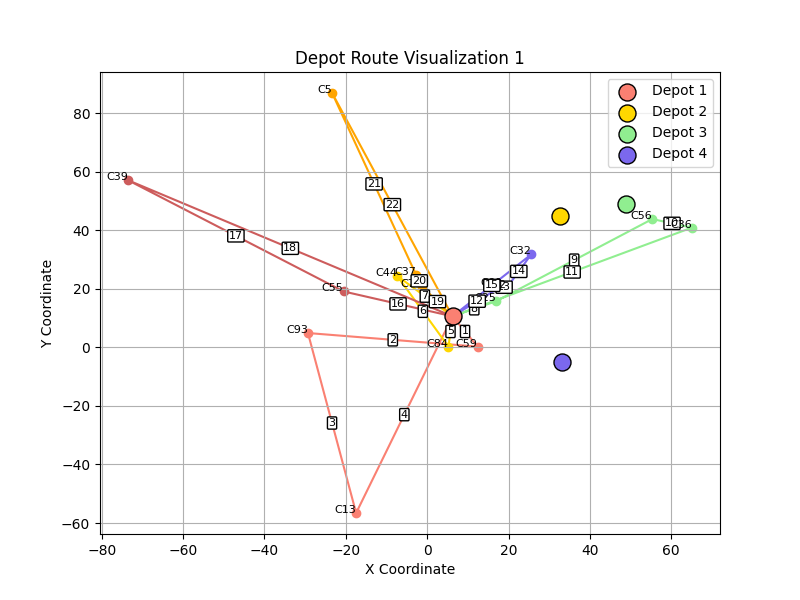 Depot Route Visualization 1
Depot 1
Depot 2
Depot 3
Depot 4
C5
C39
C55
C93
C13
C84
C59
C44
C37
C32
C56
C36
1
2
3
4
5
6
7
8
9
10
11
12
14
15
16
17
18
19
20
21
22
80
60
40
20
0
−20
−40
−60
−80
−60
−40
−20
0
20
40
60
X Coordinate
Y Coordinate